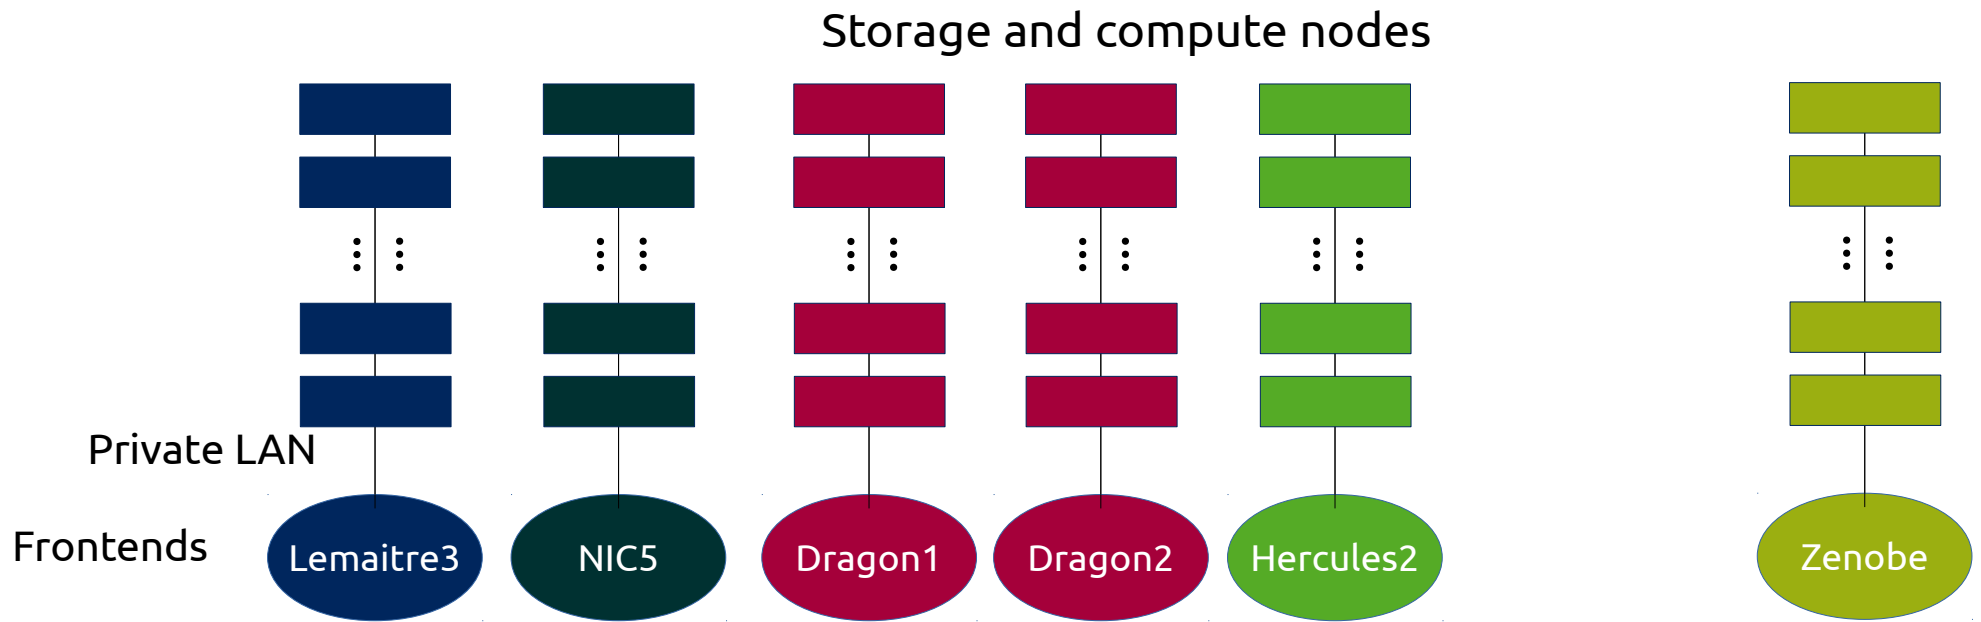 Storage and compute nodes
Private LAN
Frontends
Lemaitre3
NIC5
Dragon1
Dragon2
Hercules2
Zenobe